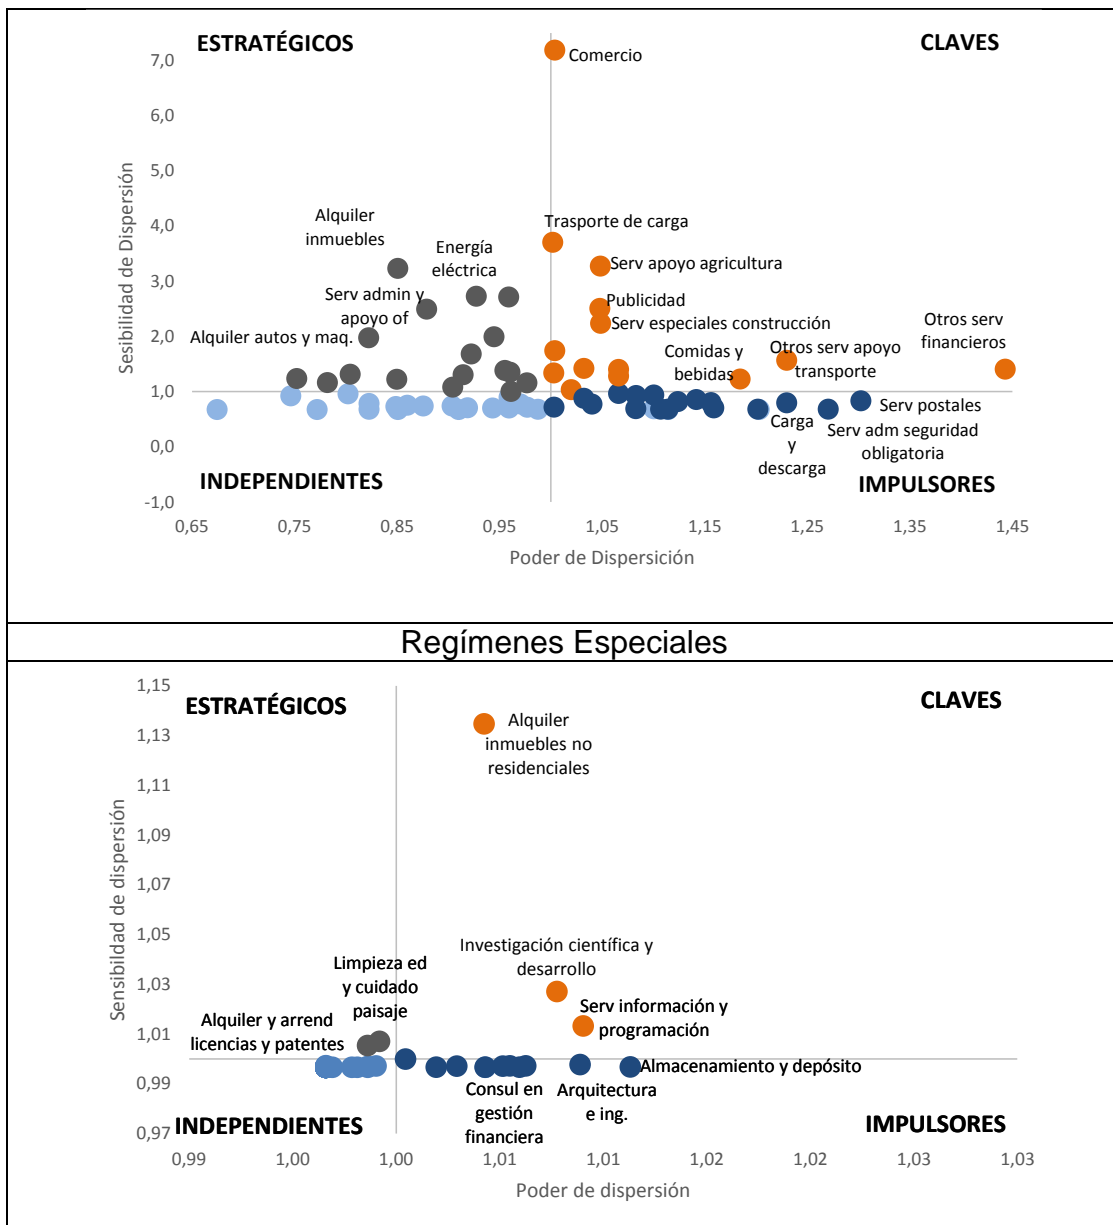 ESTRATÉGICOS
CLAVES
7,0
6,0
5,0
4,0
3,0
2,0
1,0
0,0
-1,0
Sesibilidad de Dispersión
Comercio
Alquiler
inmuebles
Trasporte de carga
Energía
eléctrica
Serv apoyo agricultura
Serv admin y
apoyo of
Publicidad
Serv especiales construcción
Alquiler autos y maq.
Comidas y
bebidas
Otros serv apoyo
transporte
Otros serv
financieros
Serv postales
Carga
y
descarga
Serv adm seguridad
obligatoria
INDEPENDIENTES
IMPULSORES
0,65
0,75
0,85
0,95
1,05
1,15
1,25
1,35
1,45
Poder de Dispersición
Regímenes Especiales
ESTRATÉGICOS
CLAVES
1,15
1,13
1,11
1,09
1,07
1,05
1,03
1,01
0,99
0,97
Sensibildad de dispersión
Alquiler
inmuebles no
residenciales
Investigación científica y
desarrollo
Limpieza ed
y cuidado
paisaje
Serv información y
programación
Alquiler y arrend
licencias y patentes
Almacenamiento y depósito
Consul en
gestión
financiera
Arquitectura
e ing.
INDEPENDIENTES
IMPULSORES
0,99
1,00
1,00
1,01
1,01
1,02
1,02
1,03
1,03
Poder de dispersión